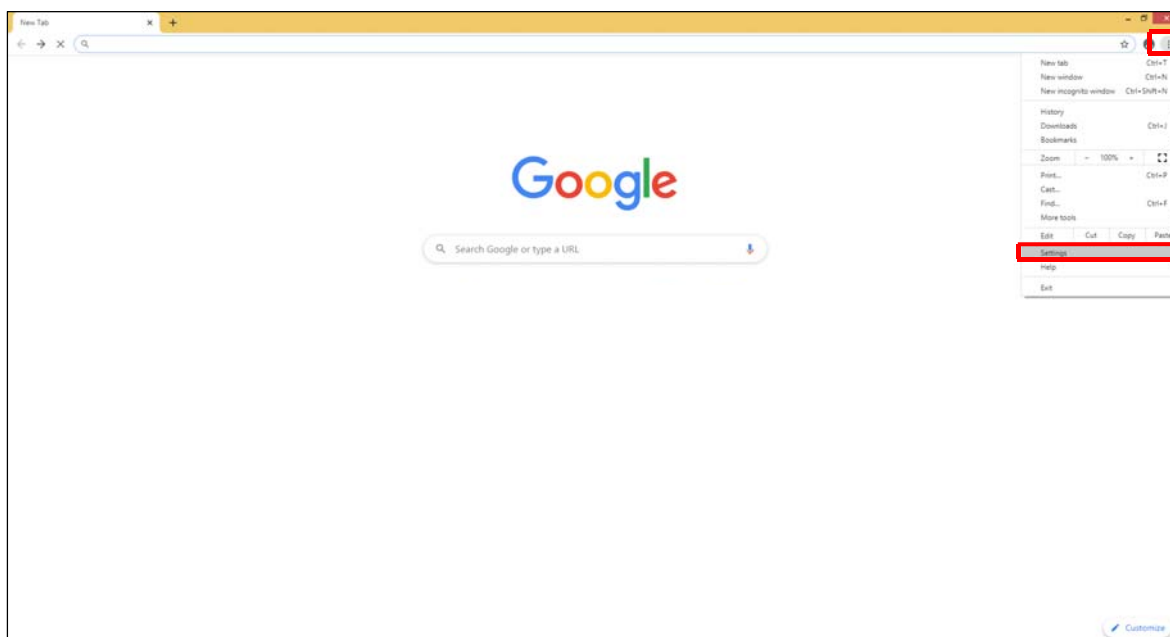 New Tab
New tab Ctrl+T
New window Ctrl+N
New incognito window Ctrl+Shift+N
History
Downloads Ctrl+J
Bookmarks
Zoom - 100% +
Print... Ctrl+P
Cast...
Find... Ctrl+F
More tools
Edit Cut Copy Paste
Settings
Help
Exit
Google
Search Google or type a URL
Customize